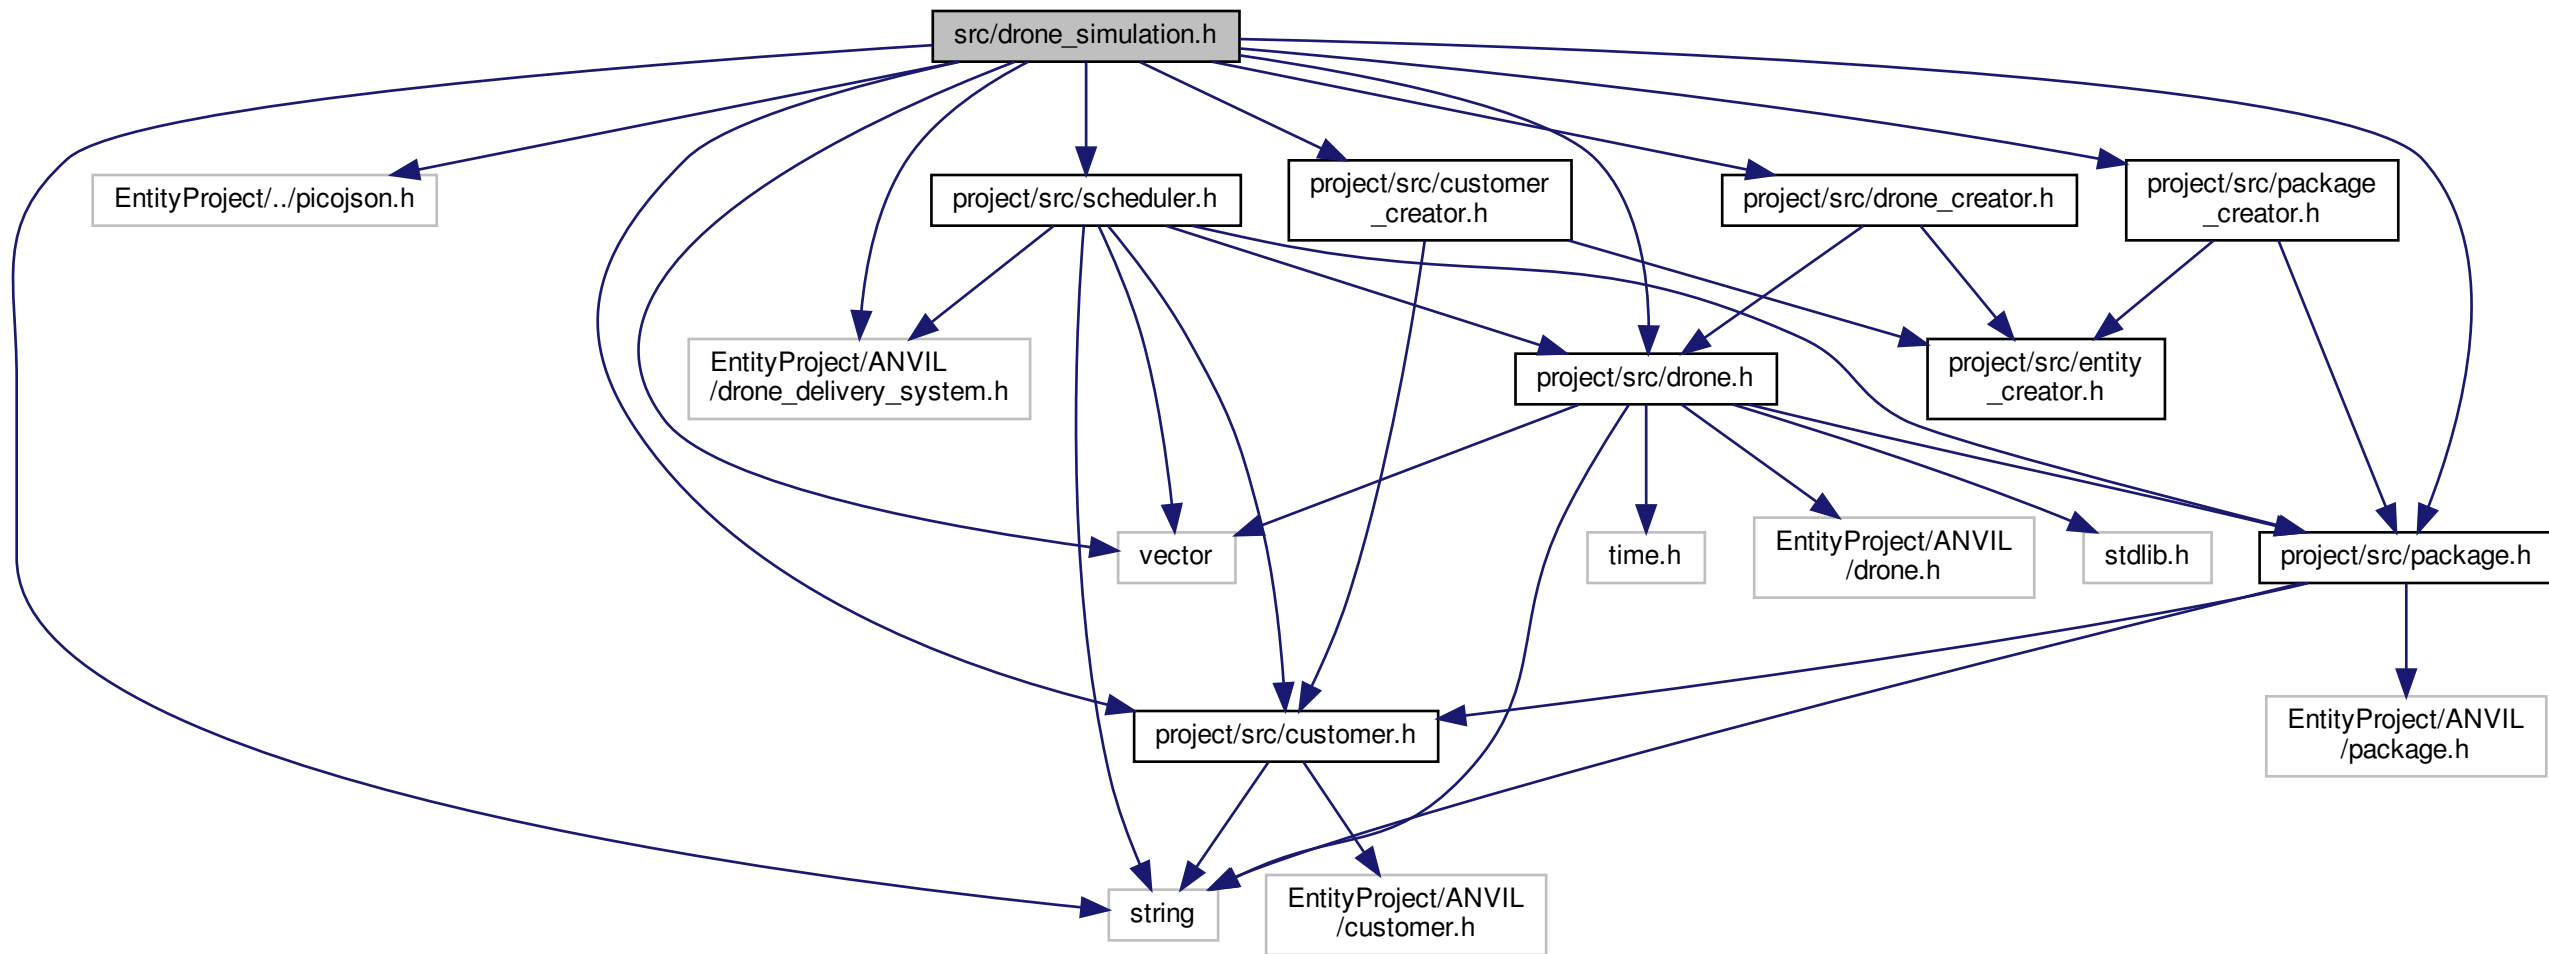 src/drone_simulation.h
EntityProject/../picojson.h
project/src/scheduler.h
project/src/customer
_creator.h
project/src/drone_creator.h
project/src/package
_creator.h
EntityProject/ANVIL
/drone_delivery_system.h
project/src/drone.h
project/src/entity
_creator.h
vector
time.h
EntityProject/ANVIL
/drone.h
stdlib.h
project/src/package.h
project/src/customer.h
EntityProject/ANVIL
/package.h
string
EntityProject/ANVIL
/customer.h